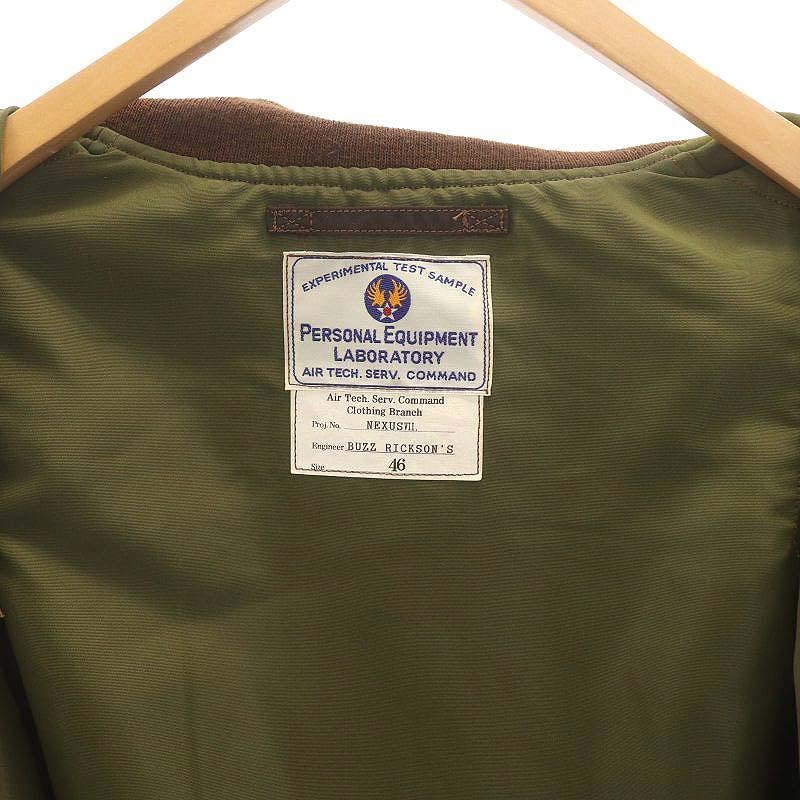 EXPERIMENTAL TEST SAMPLE
PERSONAL EQUIPMENT
LABORATORY
AIR TECH. SERV. COMMAND
Air Tech. Serv. Command
Clothing Branch
Proj. No. NEXUSVII.
Engineer BUZZ RICKSON'S
Size 46